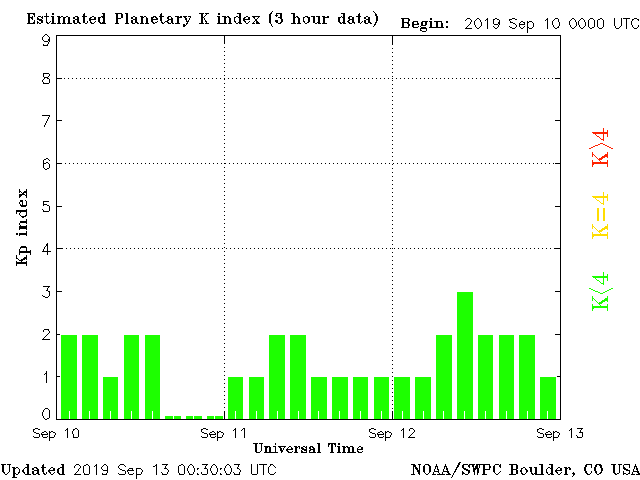 Estimated Planetary K index (3 hour data)
Begin: 2019 Sep 10 0000 UTC
9
8
7
6
5
4
3
2
1
0
Kp index
K>4
K=4
K<4
Sep 10
Sep 11
Sep 12
Sep 13
Universal Time
Updated 2019 Sep 13 00:30:03 UTC
NOAA/SWPC Boulder, CO USA